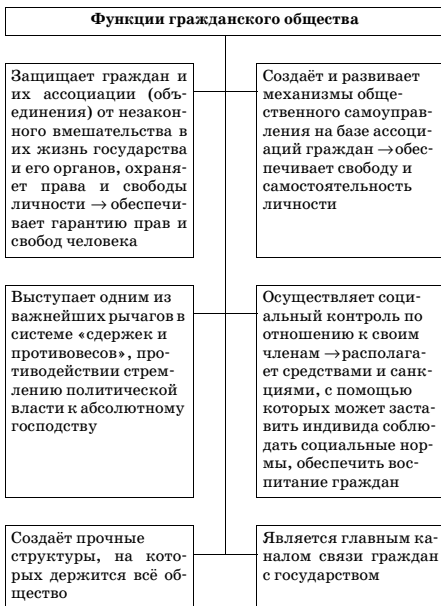 Функции гражданского общества
Защищает граждан и
их ассоциации (объ-
единения) от незакон-
ного вмешательства в
их жизнь государства
и его органов, охраня-
ет права и свободы
личности → обеспечи-
вает гарантию прав и
свобод человека
Создаёт и развивает
механизмы обще-
ственного самоуправ-
ления на базе ассоци-
аций граждан →обес-
печивает свободу и
самостоятельность
личности
Выступает одним из
важнейших рычагов в
системе «сдержек и
противовесов», про-
тиводействии стрем-
лению политической
власти к абсолютному
господству
Осуществляет соци-
альный контроль по
отношению к своим
членам →располага-
ет средствами и санк-
циями, с помощью
которых может заста-
вить индивида соблю-
дать социальные нор-
мы, обеспечить вос-
питание граждан
Создаёт прочные
структуры, на кото-
рых держится всё об-
щество
Является главным ка-
налом связи граждан
с государством